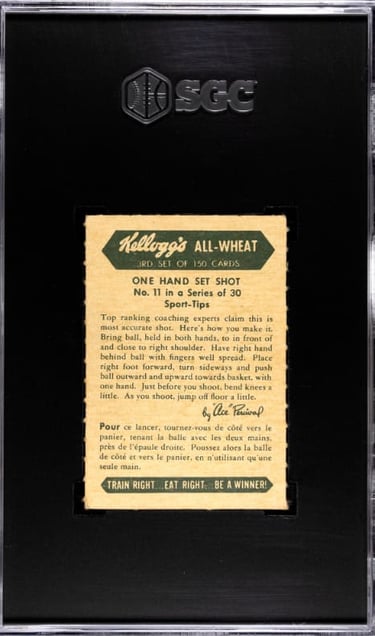 SGC
Kellogg's ALL-WHEAT
3RD SET OF 150 CARDS
ONE HAND SET SHOT
No. 11 in a Series of 30
Sport-Tips
Top ranking coaching experts claim this is
most accurate shot. Here's how you make it.
Bring ball, held in both hands, to in front of
and close to right shoulder. Have right hand
behind ball with fingers well spread. Place
right foot forward, turn sideways and push
ball outward and upward towards basket, with
one hand. Just before you shoot, bend knees a
little. As you shoot, jump off floor a little.
by "Ace" Percival
Pour ce lancer, tournez-vous de côté vers le
panier, tenant la balle avec les deux mains,
près de l'épaule droite. Poussez alors la balle
de côté et vers le panier, en n'utilisant qu'une
seule main.
TRAIN RIGHT...EAT RIGHT...BE A WINNER!